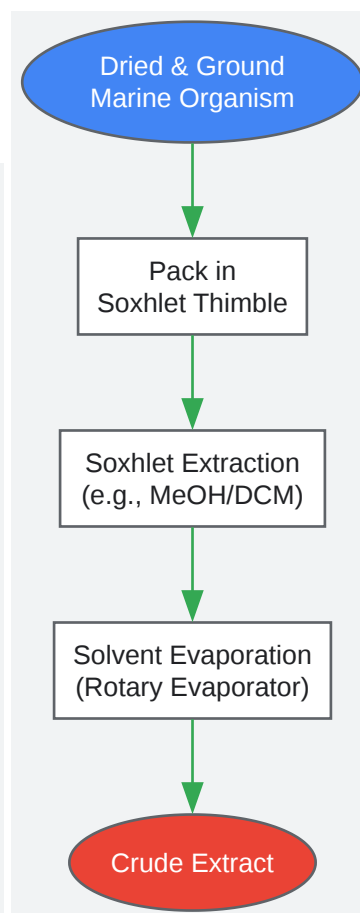 Dried & Ground
Marine Organism
Pack in
Soxhlet Thimble
Soxhlet Extraction
(e.g., MeOH/DCM)
Solvent Evaporation
(Rotary Evaporator)
Crude Extract